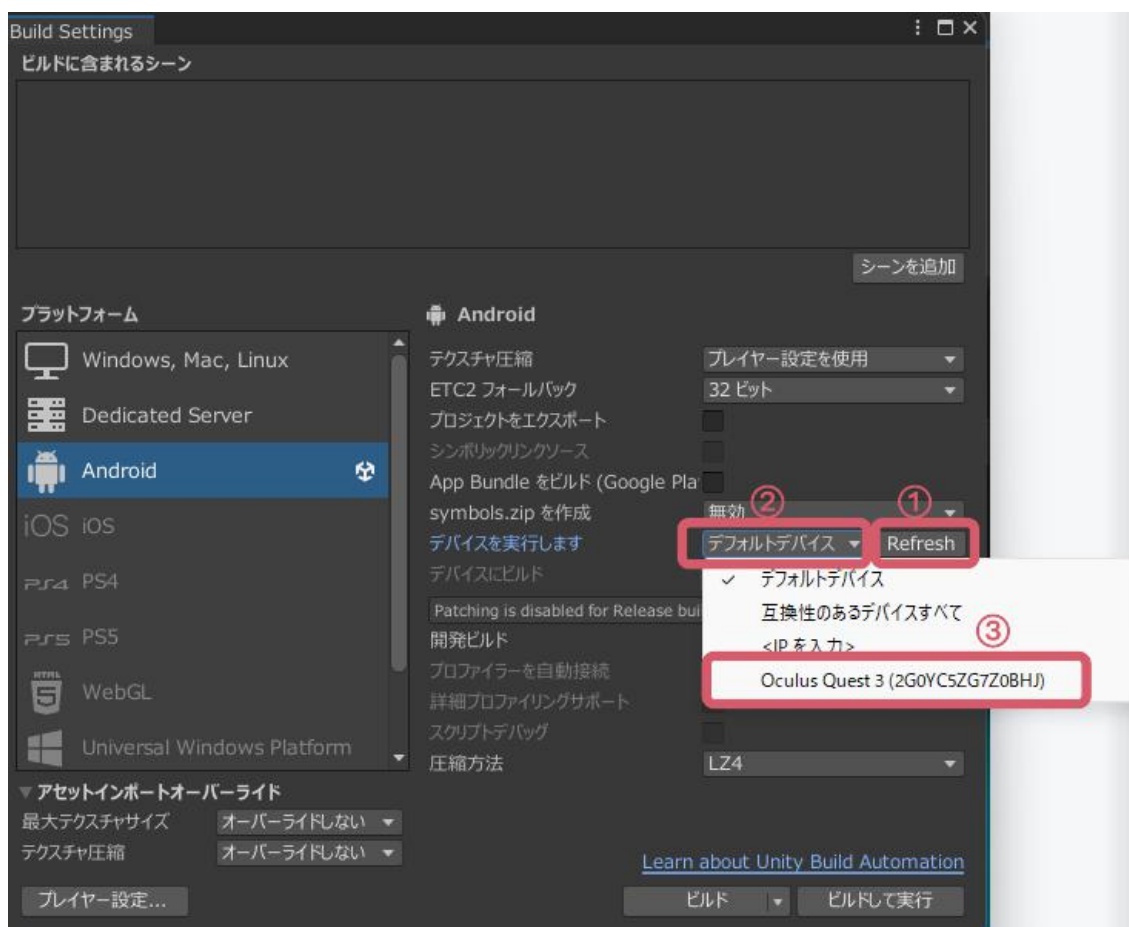 Build Settings
ビルドに含まれるシーン
シーンを追加
プラットフォーム
Windows, Mac, Linux
Dedicated Server
Android
iOS iOS
PS4 PS4
PS5 PS5
HTML 5 WebGL
Universal Windows Platform
Android
テクスチャ圧縮 プレイヤー設定を使用
ETC2 フォールバック 32 ビット
プロジェクトをエクスポート
シンボリックリンクソース
App Bundle をビルド (Google Pla
symbols.zip を作成 無効
② ①
デバイスを実行します デフォルトデバイス Refresh
デバイスにビルド
✓ デフォルトデバイス
互換性のあるデバイスすべて
<IP を入力>
③
Oculus Quest 3 (2G0YC5ZG7Z0BHJ)
Patching is disabled for Release bui
開発ビルド
プロファイラーを自動接続
詳細プロファイリングサポート
スクリプトデバッグ
圧縮方法 LZ4
アセットインポートオーバーライド
最大テクスチャサイズ オーバーライドしない
テクスチャ圧縮 オーバーライドしない
Learn about Unity Build Automation
プレイヤー設定...
ビルド ビルドして実行